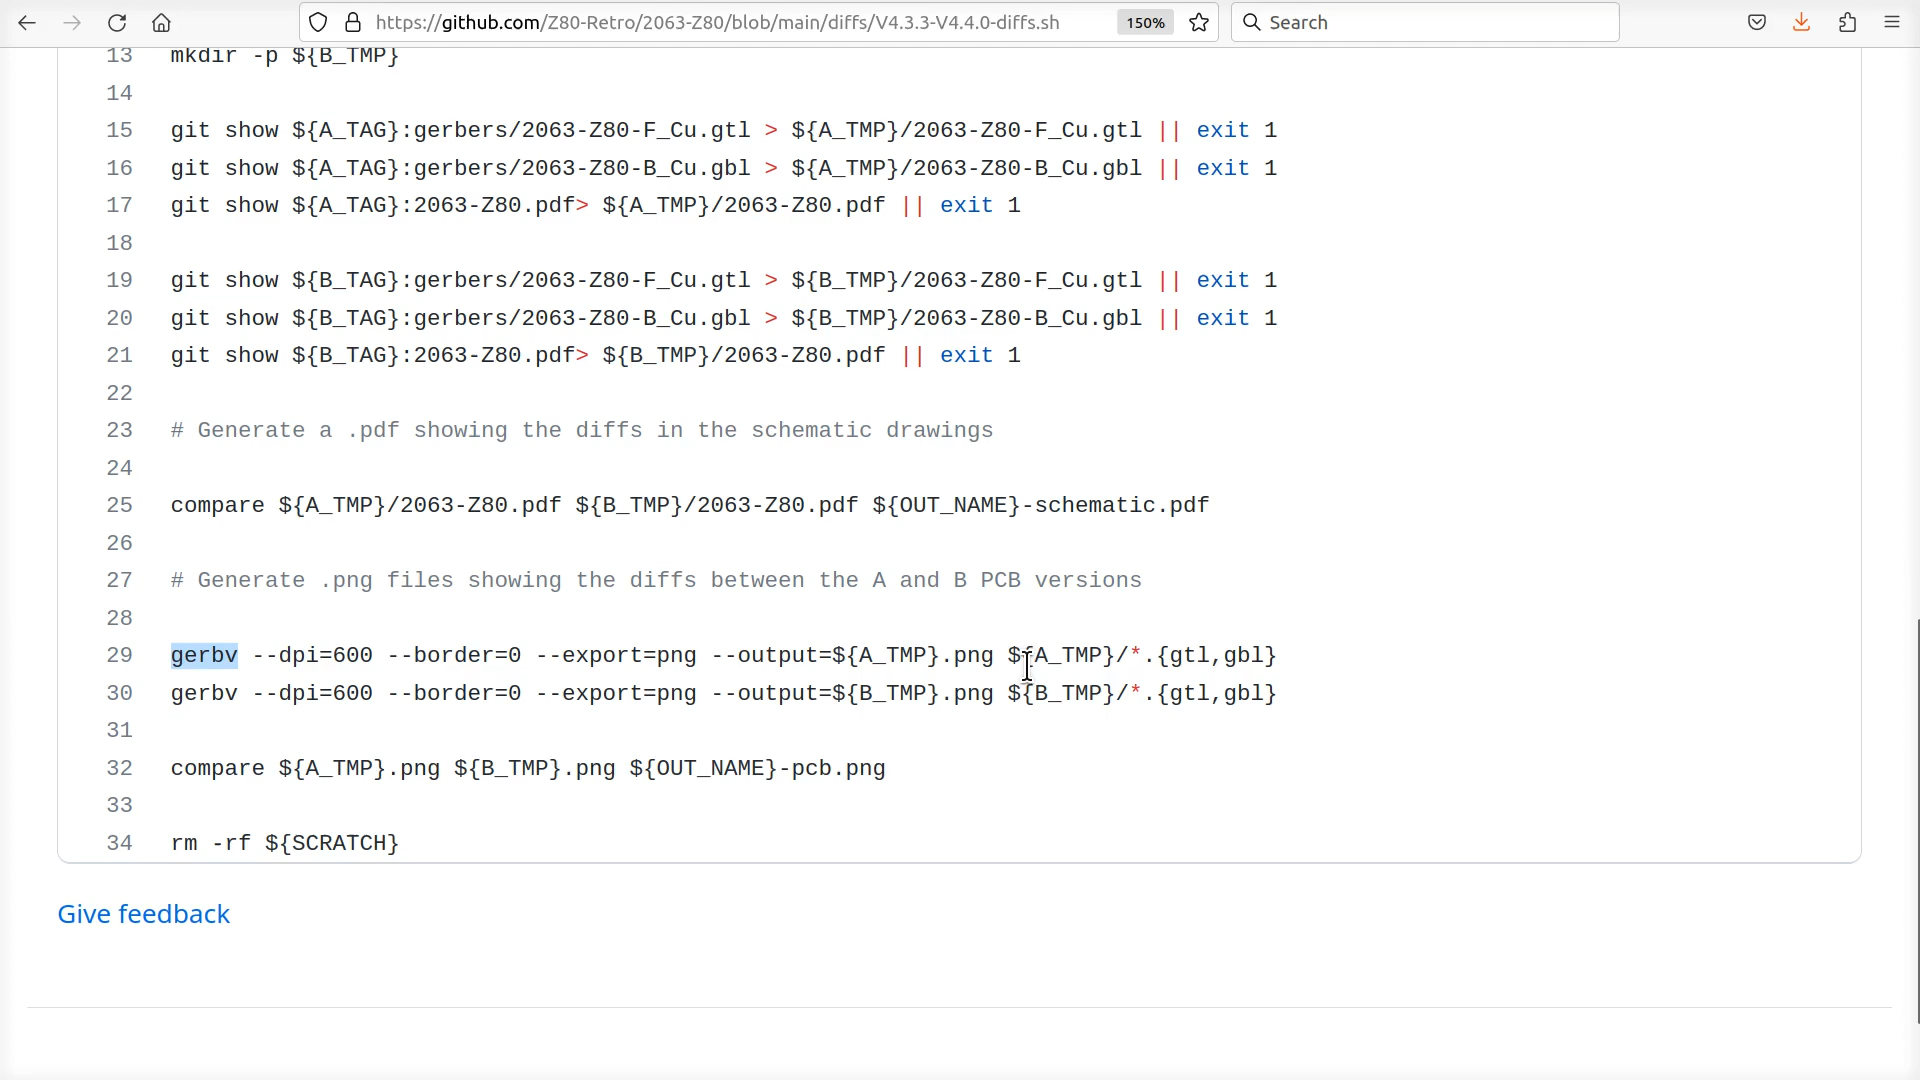 https://github.com/Z80-Retro/2063-Z80/blob/main/diffs/V4.3.3-V4.4.0-diffs.sh 150% Search
13 mkdir -p ${B_TMP}
14
15 git show ${A_TAG}:gerbers/2063-Z80-F_Cu.gtl > ${A_TMP}/2063-Z80-F_Cu.gtl || exit 1
16 git show ${A_TAG}:gerbers/2063-Z80-B_Cu.gbl > ${A_TMP}/2063-Z80-B_Cu.gbl || exit 1
17 git show ${A_TAG}:2063-Z80.pdf> ${A_TMP}/2063-Z80.pdf || exit 1
18
19 git show ${B_TAG}:gerbers/2063-Z80-F_Cu.gtl > ${B_TMP}/2063-Z80-F_Cu.gtl || exit 1
20 git show ${B_TAG}:gerbers/2063-Z80-B_Cu.gbl > ${B_TMP}/2063-Z80-B_Cu.gbl || exit 1
21 git show ${B_TAG}:2063-Z80.pdf> ${B_TMP}/2063-Z80.pdf || exit 1
22
23 # Generate a .pdf showing the diffs in the schematic drawings
24
25 compare ${A_TMP}/2063-Z80.pdf ${B_TMP}/2063-Z80.pdf ${OUT_NAME}-schematic.pdf
26
27 # Generate .png files showing the diffs between the A and B PCB versions
28
29 gerbv --dpi=600 --border=0 --export=png --output=${A_TMP}.png ${A_TMP}/*.{gtl,gbl}
30 gerbv --dpi=600 --border=0 --export=png --output=${B_TMP}.png ${B_TMP}/*.{gtl,gbl}
31
32 compare ${A_TMP}.png ${B_TMP}.png ${OUT_NAME}-pcb.png
33
34 rm -rf ${SCRATCH}
Give feedback